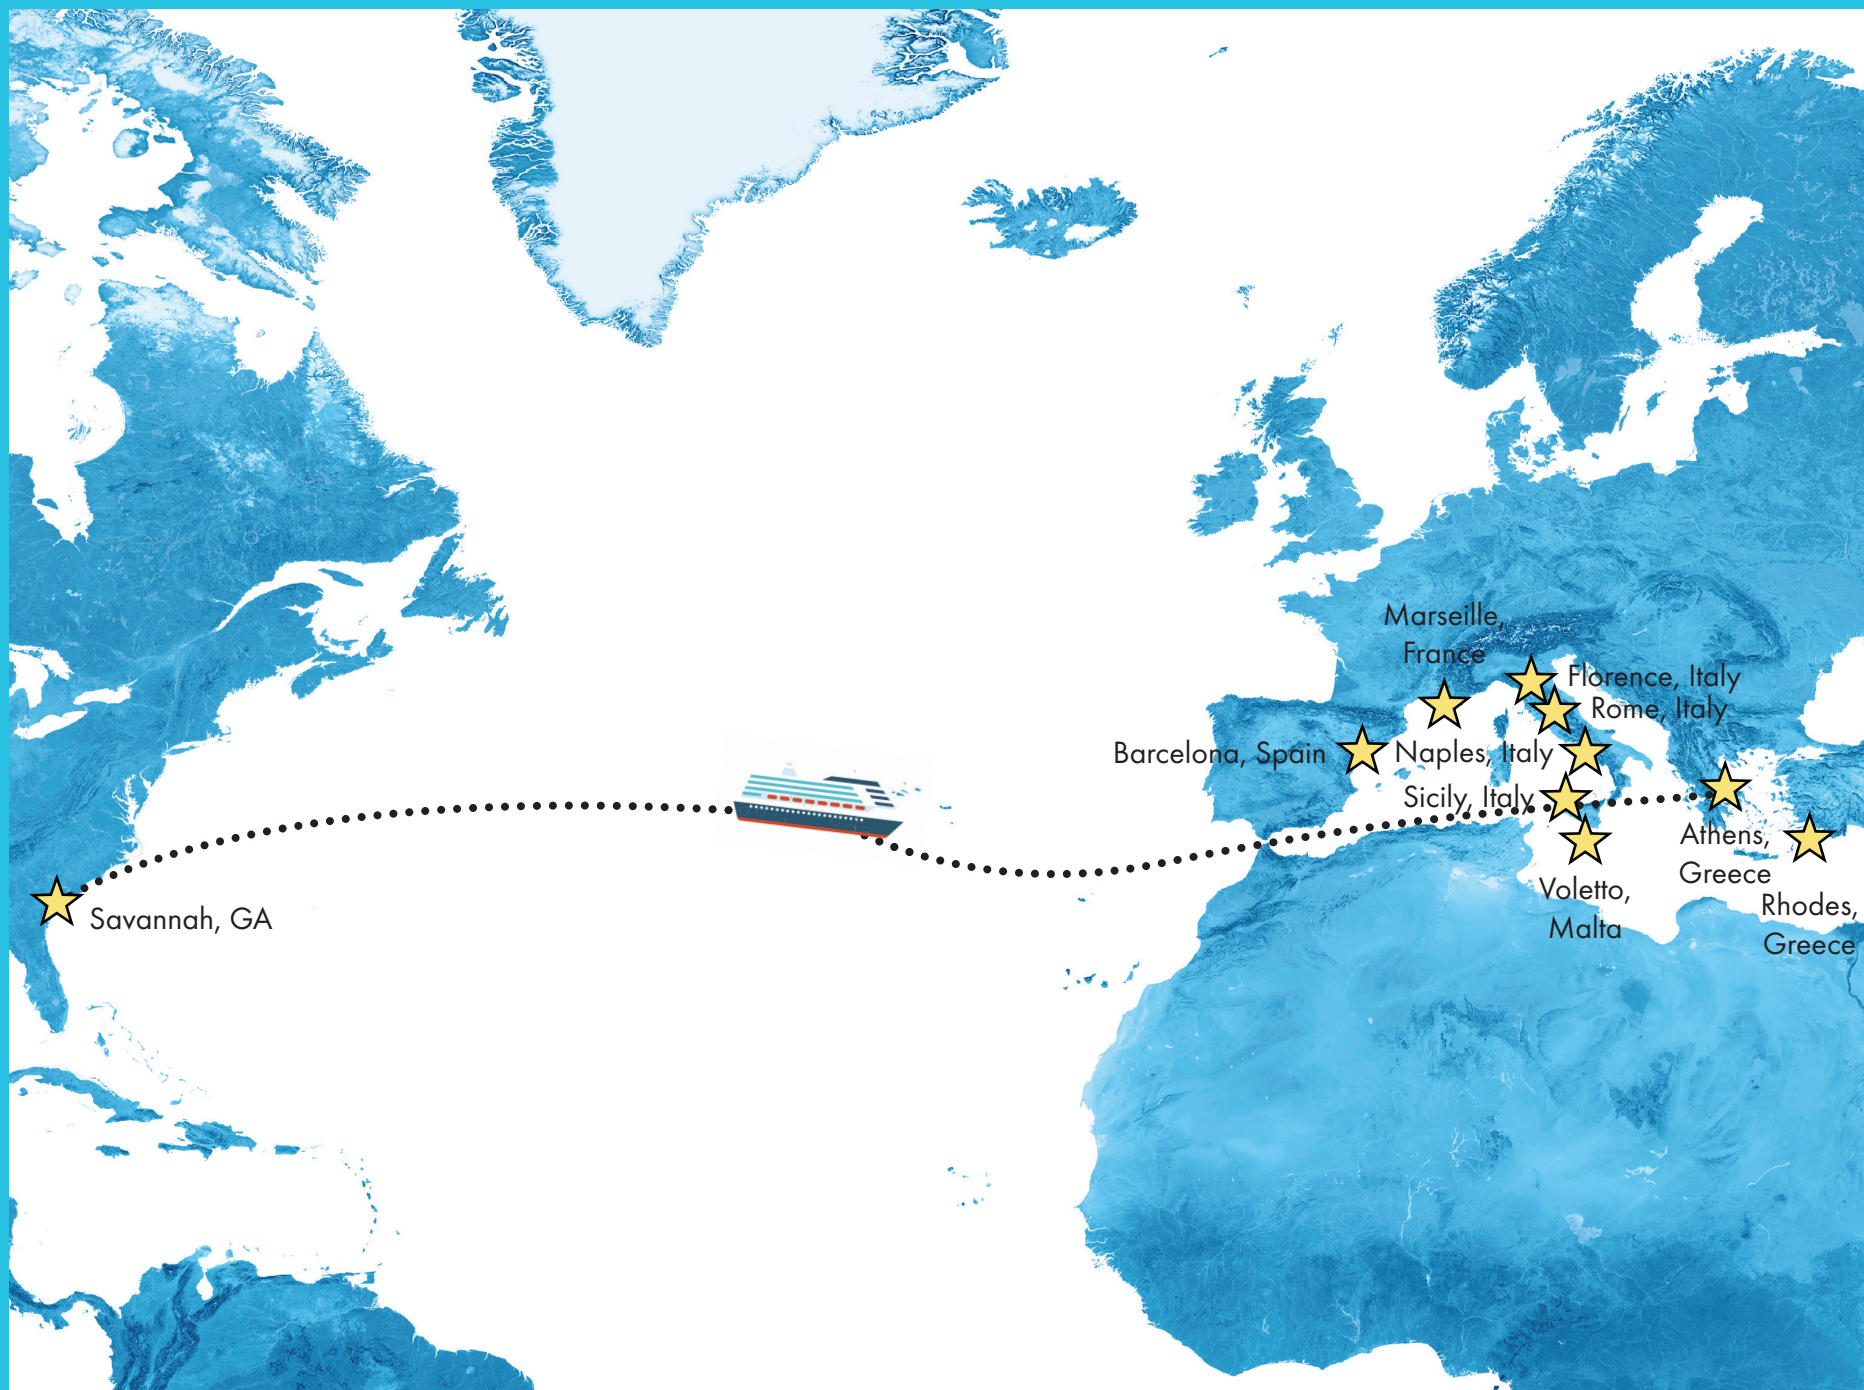 Marseille,
France
Florence, Italy
Rome, Italy
Barcelona, Spain
Naples, Italy
Sicily, Italy
Athens,
Greece
Voletto,
Malta
Rhodes,
Greece
Savannah, GA